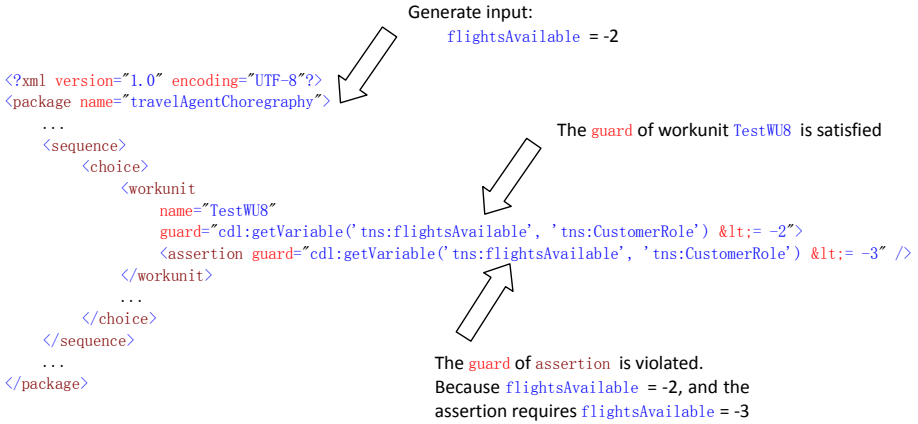 Generate input:
flightsAvailable = -2
<?xml version="1.0" encoding="UTF-8"?>
<package name="travelAgentChoregraphy">
...
The guard of workunit TestWU8 is satisfied
<sequence>
<choice>
<workunit
name="TestWU8"
guard="cdl:getVariable('tns:flightsAvailable', 'tns:CustomerRole') &lt;= -2">
<assertion guard="cdl:getVariable('tns:flightsAvailable', 'tns:CustomerRole') &lt;= -3" />
</workunit>
...
</choice>
</sequence>
...
</package>
The guard of assertion is violated.
Because flightsAvailable = -2, and the
assertion requires flightsAvailable = -3